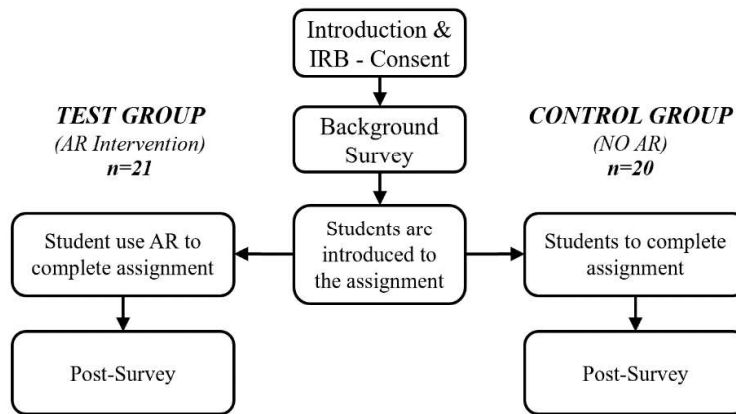 Introduction &
IRB - Consent
TEST GROUP
(AR Intervention)
n=21
Background
Survey
CONTROL GROUP
(NO AR)
n=20
Student use AR to
complete assignment
Students are
introduced to
the assignment
Students to complete
assignment
Post-Survey
Post-Survey